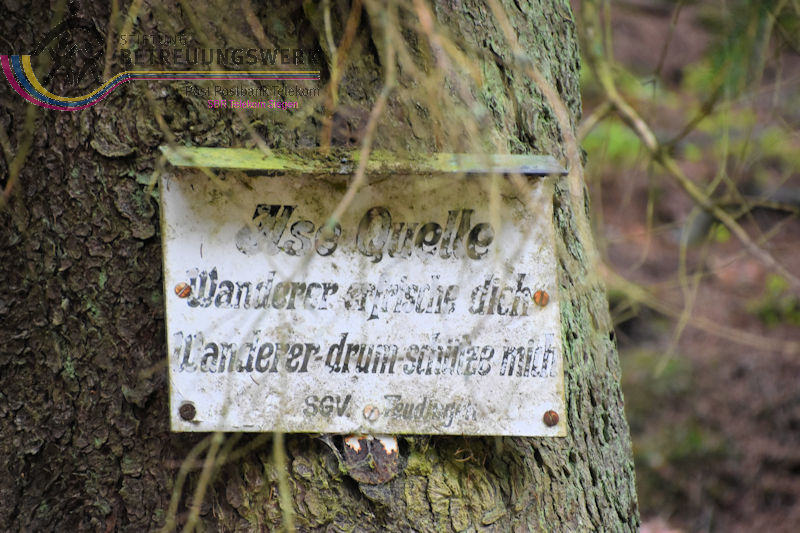 STIFTUNG
BETREUUNGSWERK
Post Postbank Telekom
Ilse Quelle
Wanderer erfrische dich
Wanderer-drum-schütze mich
SGV. Feudingen